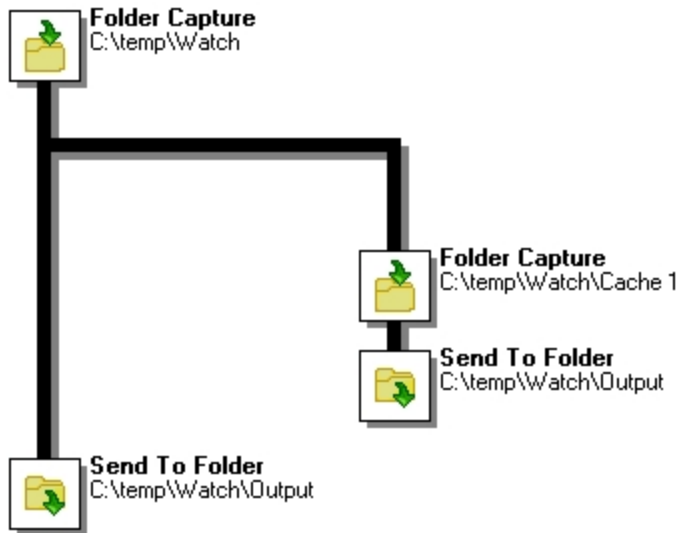 Folder Capture
C:\temp\Watch
Folder Capture
C:\temp\Watch\Cache 1
Send To Folder
C:\temp\Watch\Output
Send To Folder
C:\temp\Watch\Output